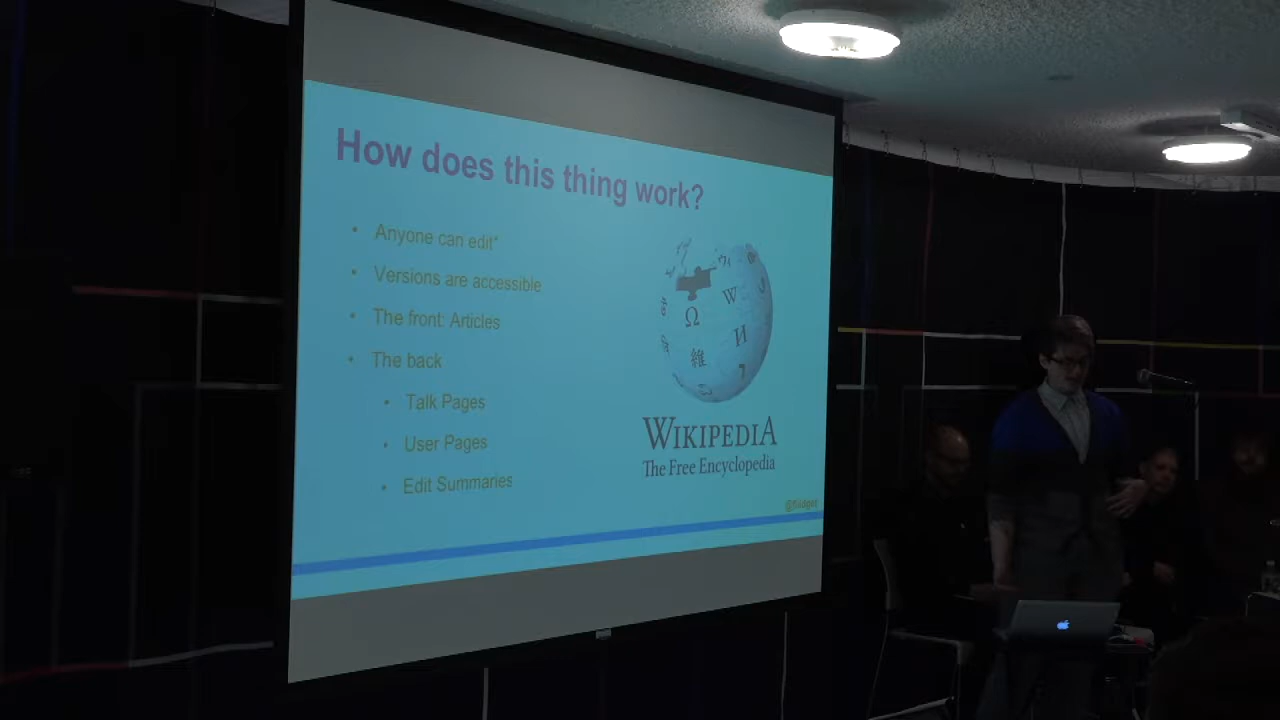 How does this thing work?
• Anyone can edit*
• Versions are accessible
• The front: Articles
• The back
• Talk Pages
• User Pages
• Edit Summaries
Ω
W
И
維
WIKIPEDIA
The Free Encyclopedia